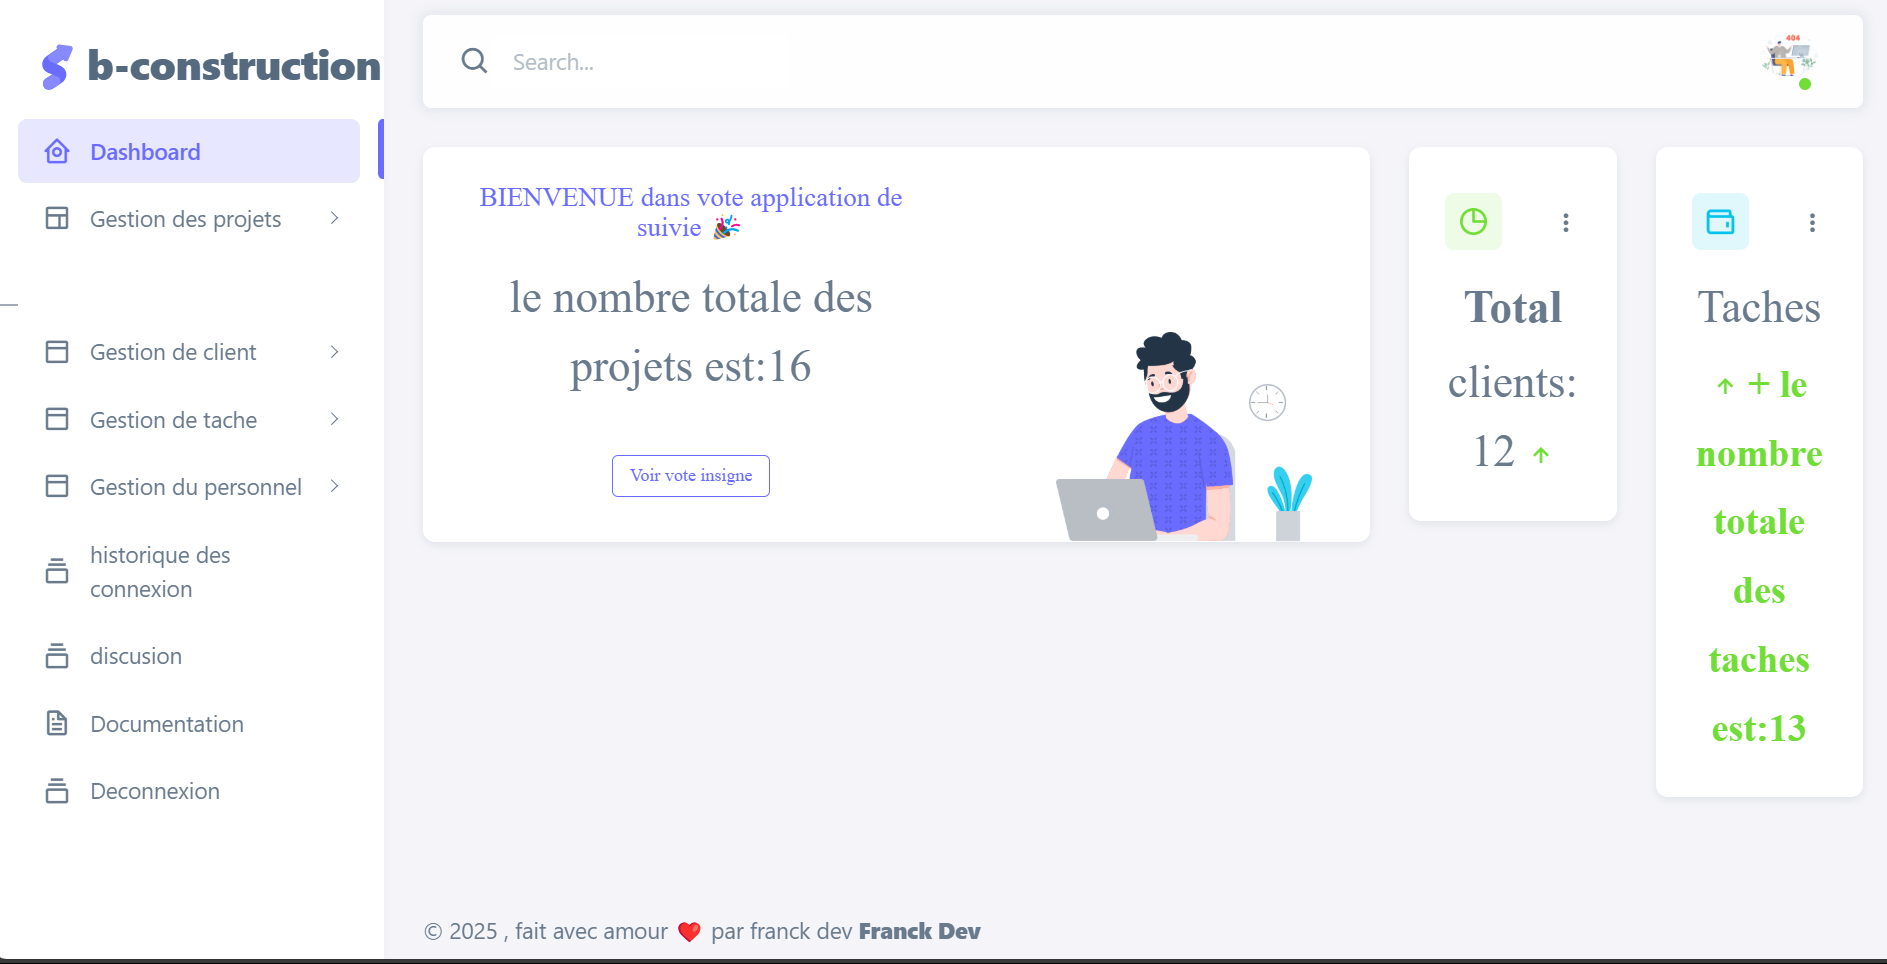 b-construction
Dashboard
Gestion des projets
Gestion de client
Gestion de tache
Gestion du personnel
historique des
connexion
discusion
Documentation
Deconnexion
Search...
404
BIENVENUE dans vote application de
suivie 🎉
le nombre totale des
projets est:16
Voir vote insigne
Total
clients:
12 ↑
Taches
↑ + le
nombre
totale
des
taches
est:13
© 2025 , fait avec amour ❤️ par franck dev Franck Dev